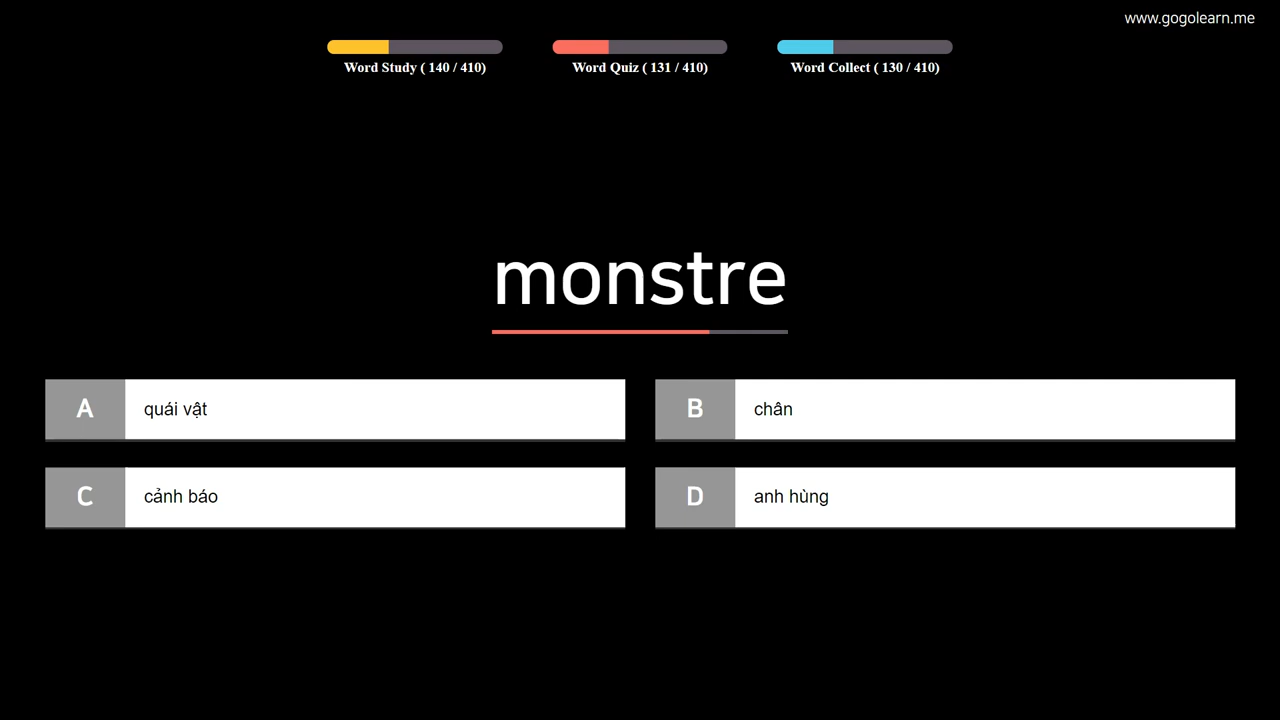 www.gogolearn.me
Word Study ( 140 / 410)
Word Quiz ( 131 / 410)
Word Collect ( 130 / 410)
monstre
A quái vật
B chân
C cảnh báo
D anh hùng